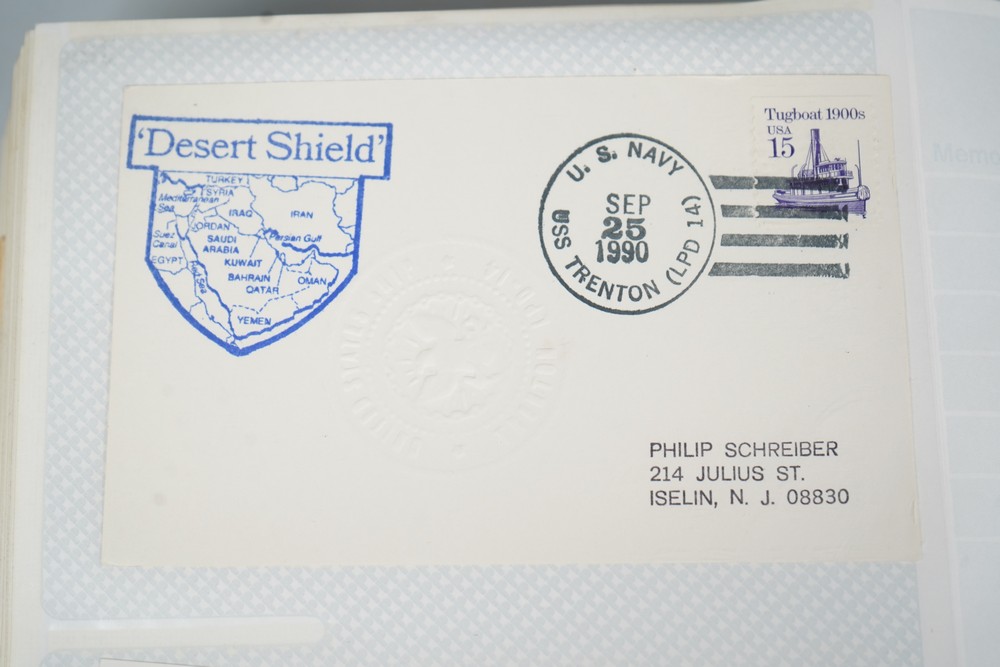 'Desert Shield'
TURKEY
SYRIA
Mediterranean
Sea
IRAQ
IRAN
JORDAN
Suez
Canal
SAUDI
ARABIA
Persian Gulf
EGYPT
KUWAIT
BAHRAIN
QATAR
OMAN
Red Sea
YEMEN
U. S. NAVY
SEP
25
1990
USS TRENTON (LPD 14)
Tugboat 1900s
USA
15
PHILIP SCHREIBER
214 JULIUS ST.
ISELIN, N. J. 08830